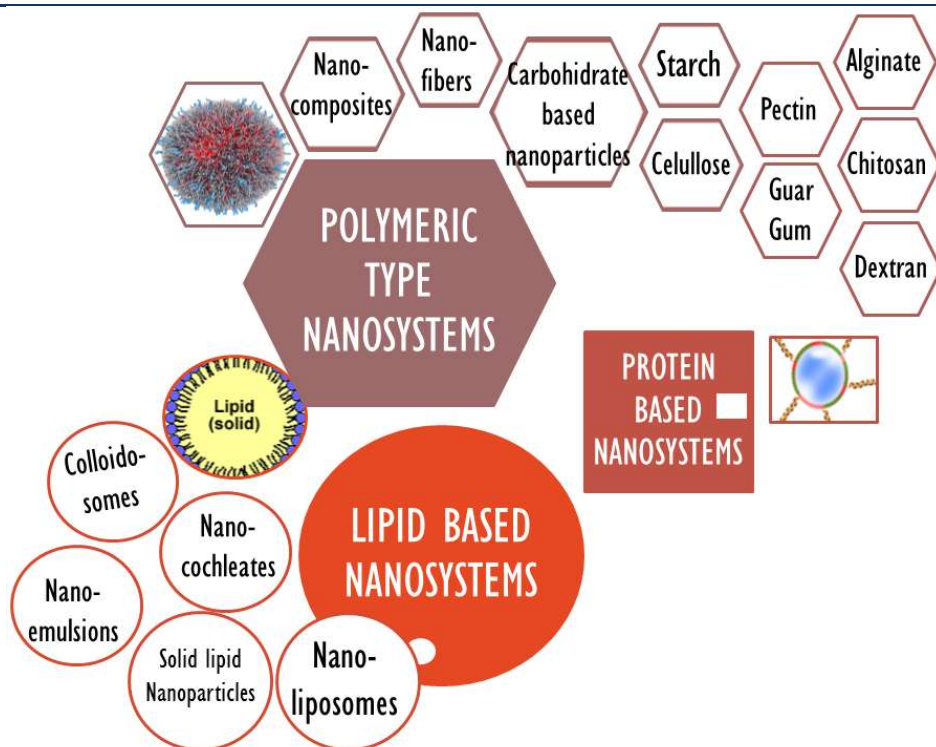 Nano-
composites
Nano-
fibers
Carbohidrate
based
nanoparticles
Starch
Celullose
Pectin
Guar
Gum
Alginate
Chitosan
Dextran
POLYMERIC
TYPE
NANOSYSTEMS
PROTEIN
BASED
NANOSYSTEMS
Lipid
(solid)
Colloido-
somes
Nano-
cochleates
Nano-
emulsions
Solid lipid
Nanoparticles
Nano-
liposomes
LIPID BASED
NANOSYSTEMS